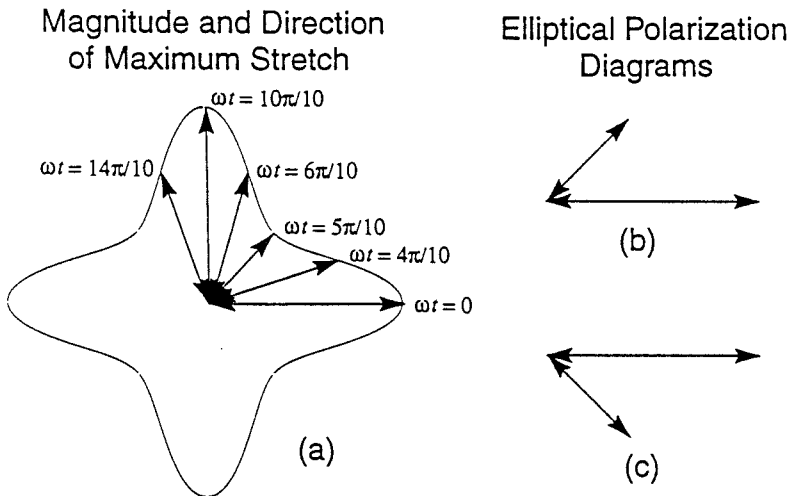 Magnitude and Direction
of Maximum Stretch
Elliptical Polarization
Diagrams
ωt = 10π/10
ωt = 14π/10
ωt = 6π/10
ωt = 5π/10
ωt = 4π/10
ωt = 0
(a)
(b)
(c)